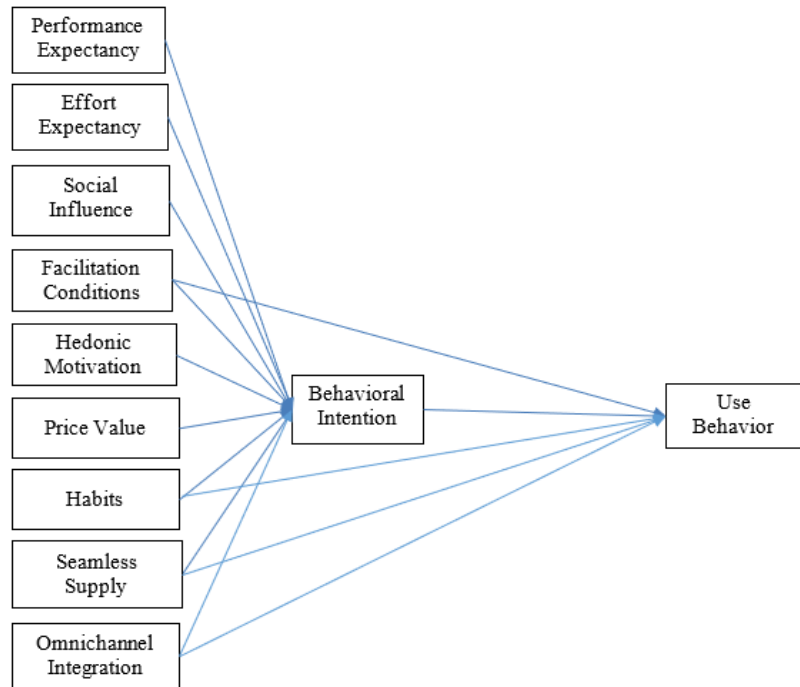 Performance
Expectancy
Effort
Expectancy
Social
Influence
Facilitation
Conditions
Hedonic
Motivation
Price Value
Habits
Seamless
Supply
Omnichannel
Integration
Behavioral
Intention
Use
Behavior